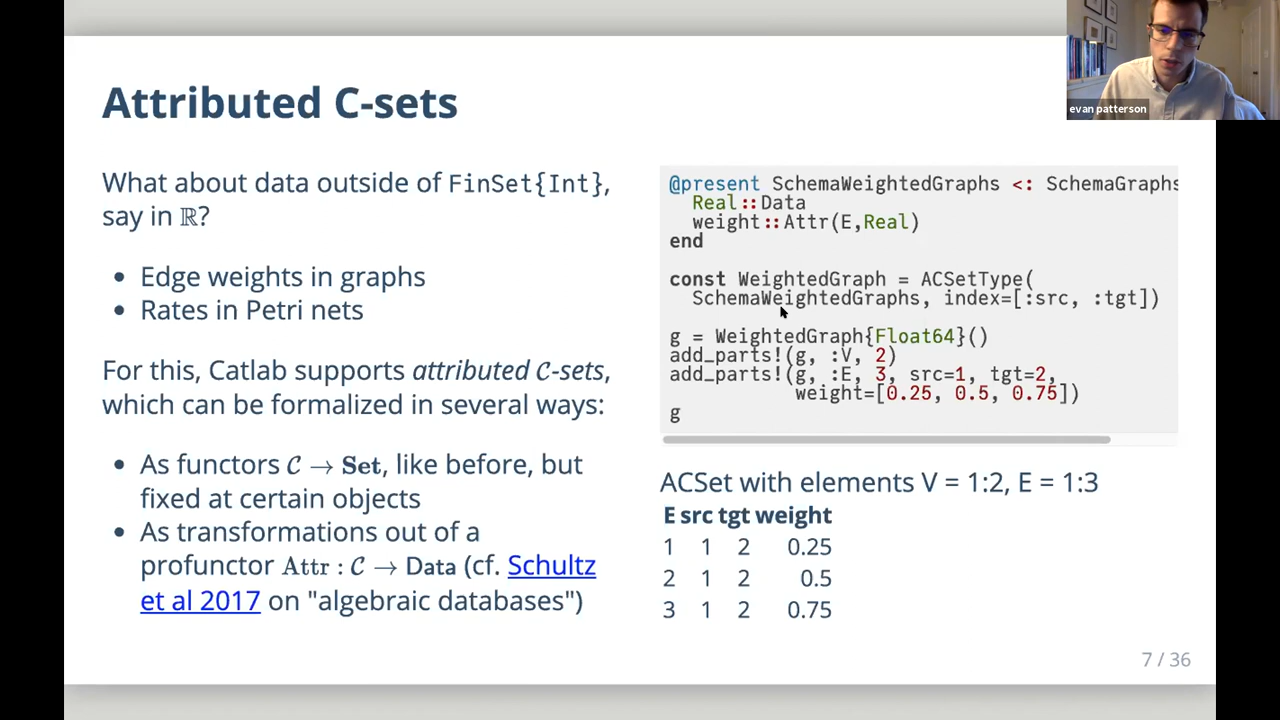 Attributed C-sets
What about data outside of FinSet{Int},
say in ℝ?
• Edge weights in graphs
• Rates in Petri nets
For this, Catlab supports attributed 𝒞-sets,
which can be formalized in several ways:
• As functors 𝒞 → Set, like before, but
fixed at certain objects
• As transformations out of a
profunctor Attr : 𝒞 → Data (cf. Schultz
et al 2017 on "algebraic databases")
@present SchemaWeightedGraphs <: SchemaGraphs
Real::Data
weight::Attr(E,Real)
end
const WeightedGraph = ACSetType(
SchemaWeightedGraphs, index=[:src, :tgt])
g = WeightedGraph{Float64}()
add_parts!(g, :V, 2)
add_parts!(g, :E, 3, src=1, tgt=2,
weight=[0.25, 0.5, 0.75])
g
ACSet with elements V = 1:2, E = 1:3
E src tgt weight
1 1 2 0.25
2 1 2 0.5
3 1 2 0.75
7 / 36
evan patterson